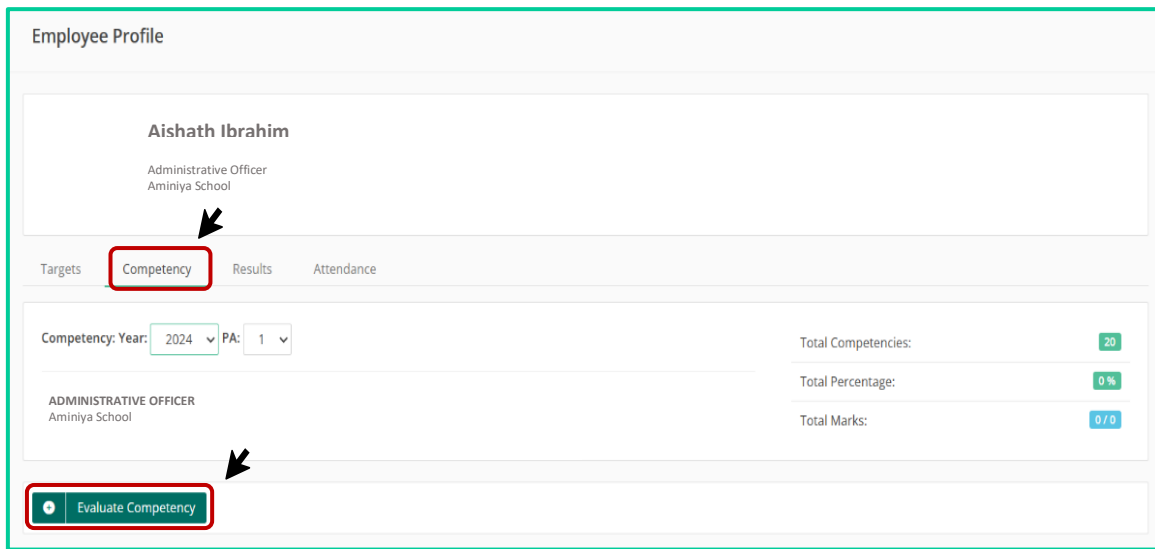 Employee Profile
Aishath Ibrahim
Administrative Officer
Aminiya School
Targets Competency Results Attendance
Competency: Year: 2024 PA: 1
ADMINISTRATIVE OFFICER
Aminiya School
Total Competencies: 20
Total Percentage: 0 %
Total Marks: 0 / 0
Evaluate Competency